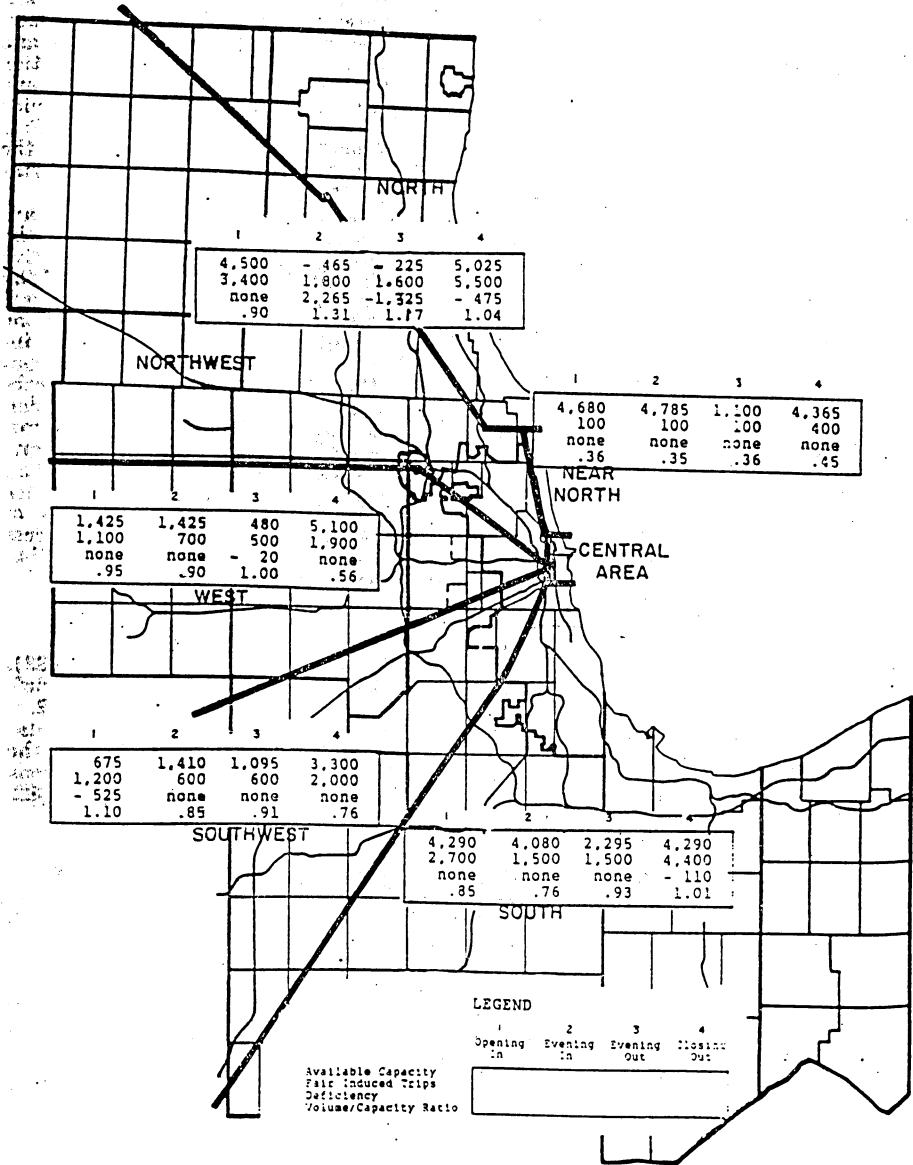 NORTH
1 2 3 4
4,500 - 465 - 225 5,025
3,400 1,800 1,600 5,500
none 2,265 -1,325 - 475
.90 1.31 1.17 1.04
NORTHWEST
1 2 3 4
4,680 4,785 1,100 4,365
100 100 100 400
none none none none
.36 .35 .36 .45
NEAR
NORTH
1 2 3 4
1,425 1,425 480 5,100
1,100 700 500 1,900
none none - 20 none
.95 .90 1.00 .56
CENTRAL
AREA
WEST
1 2 3 4
675 1,410 1,095 3,300
1,200 600 600 2,000
- 525 none none none
1.10 .85 .91 .76
SOUTHWEST
1 2 3 4
4,290 4,080 2,295 4,290
2,700 1,500 1,500 4,400
none none none - 110
.85 .76 .93 1.01
SOUTH
LEGEND
1 2 3 4
Opening Evening Evening Closing
In In Out Out
Available Capacity
Fair Induced Trips
Deficiency
Volume/Capacity Ratio